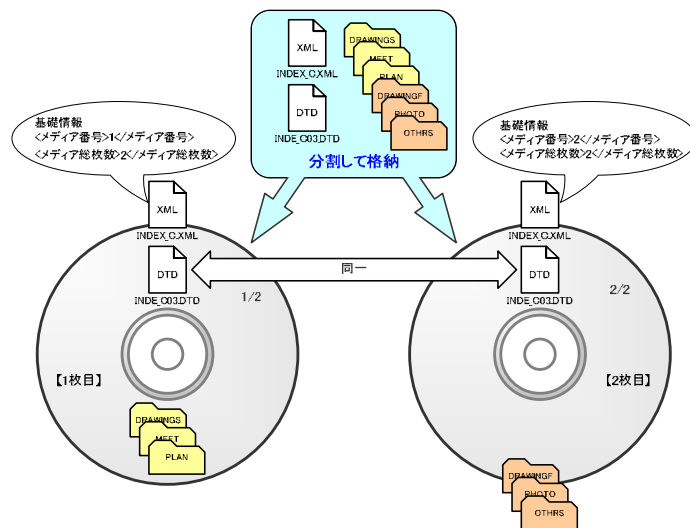 XML
INDEX_C.XML
DTD
INDE_C03.DTD
DRAWINGS
MEET
PLAN
DRAWINGF
PHOTO
OTHRS
分割して格納
基礎情報
<メディア番号>1</メディア番号>
<メディア総枚数>2</メディア総枚数>
基礎情報
<メディア番号>2</メディア番号>
<メディア総枚数>2</メディア総枚数>
XML
INDEX_C.XML
DTD
INDE_C03.DTD
1/2
同一
XML
INDEX_C.XML
DTD
INDE_C03.DTD
2/2
【1枚目】
【2枚目】
DRAWINGS
MEET
PLAN
DRAWINGF
PHOTO
OTHRS